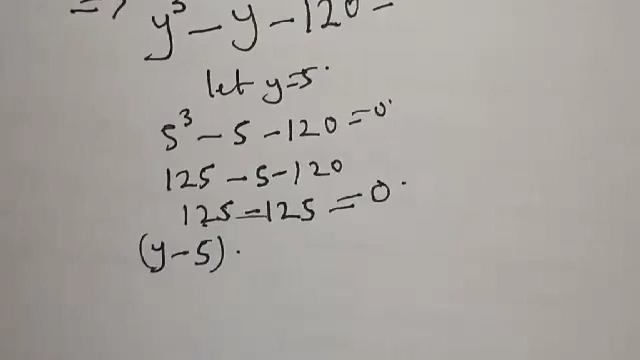 => y³ - y - 120 =
let y=5.
5³ - 5 - 120 = 0.
125 - 5 - 120
125 - 125 = 0.
(y - 5).